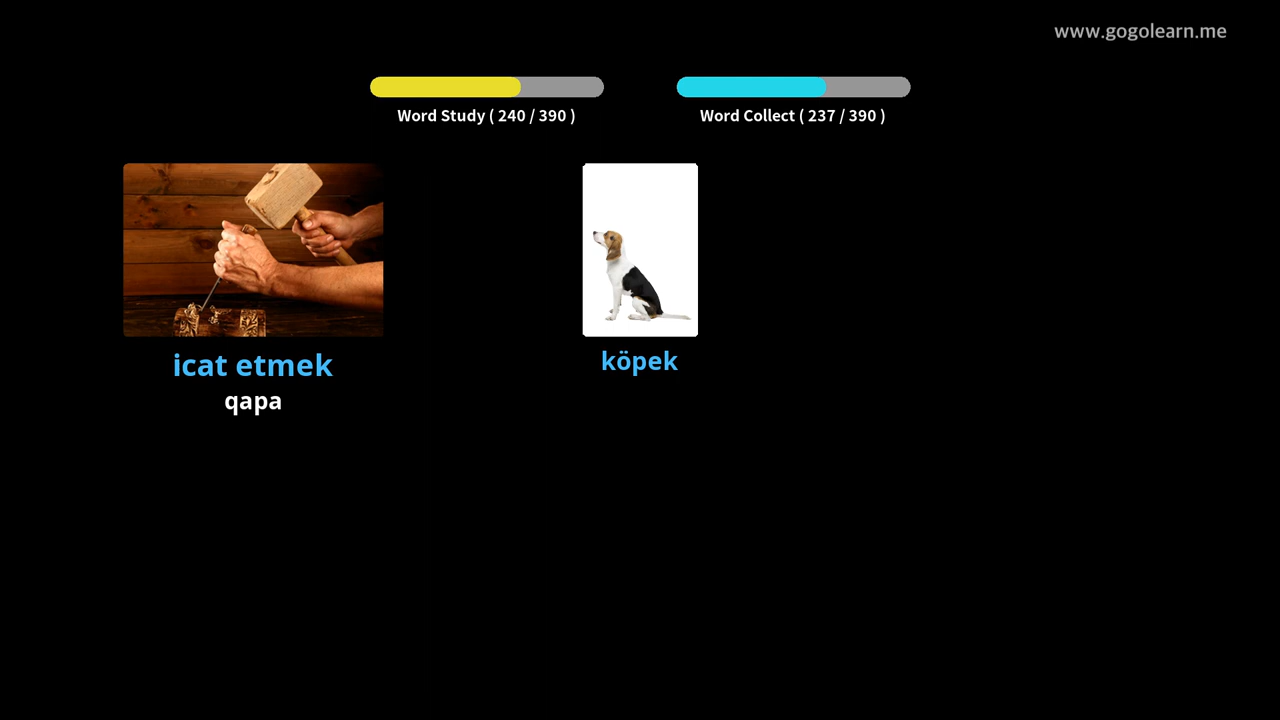 www.gogolearn.me
Word Study ( 240 / 390 )
Word Collect ( 237 / 390 )
icat etmek
qapa
köpek